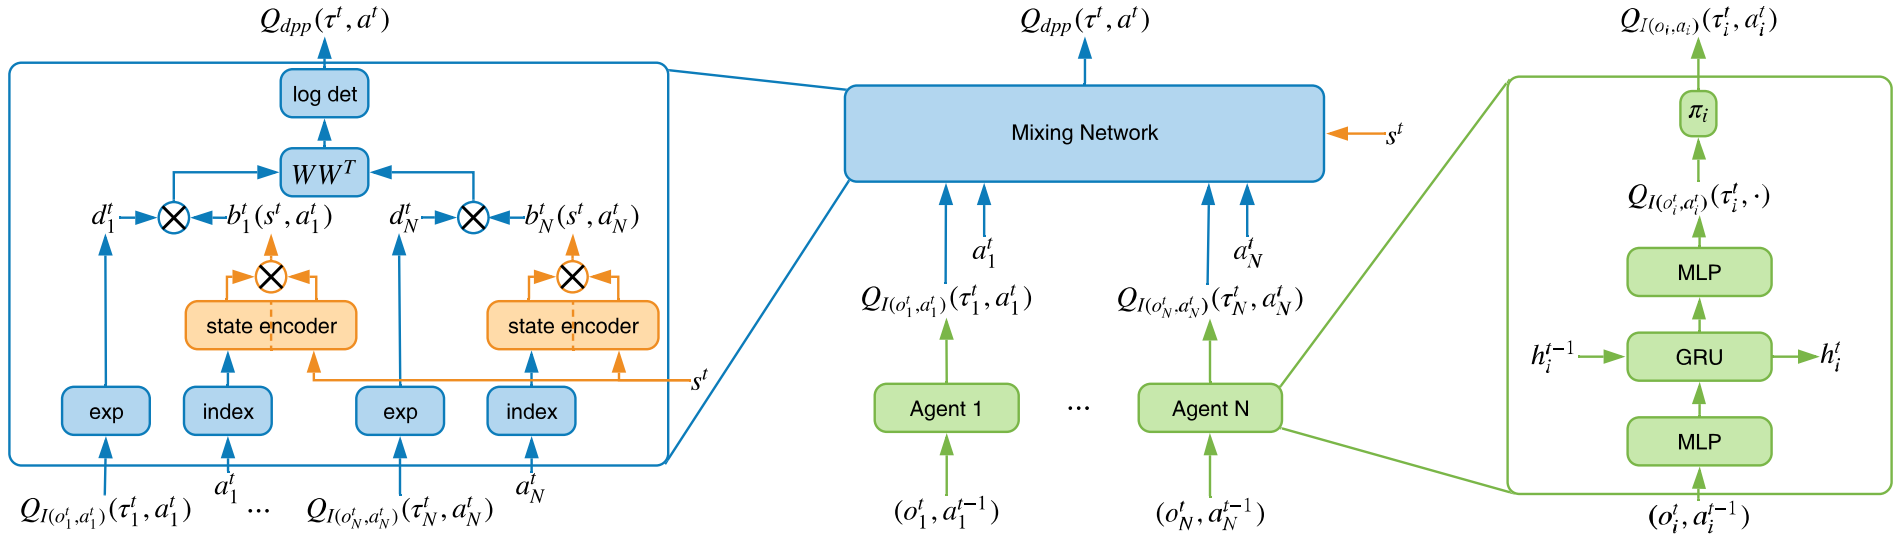 Q_{dpp}(τ^t, a^t)
log det
WW^T
d_1^t
b_1^t(s^t, a_1^t)
d_N^t
b_N^t(s^t, a_N^t)
state encoder
state encoder
s^t
exp
index
exp
index
a_1^t
a_N^t
Q_{I(o_1^t,a_1^t)}(τ_1^t, a_1^t)
...
Q_{I(o_N^t,a_N^t)}(τ_N^t, a_N^t)
Q_{dpp}(τ^t, a^t)
Mixing Network
s^t
a_1^t
a_N^t
Q_{I(o_1^t,a_1^t)}(τ_1^t, a_1^t)
Q_{I(o_N^t,a_N^t)}(τ_N^t, a_N^t)
Agent 1
...
Agent N
(o_1^t, a_1^{t-1})
(o_N^t, a_N^{t-1})
Q_{I(o_i,a_i)}(τ_i^t, a_i^t)
π_i
Q_{I(o_i^t,a_i^t)}(τ_i^t, ·)
MLP
h_i^{t-1}
GRU
h_i^t
MLP
(o_i^t, a_i^{t-1})